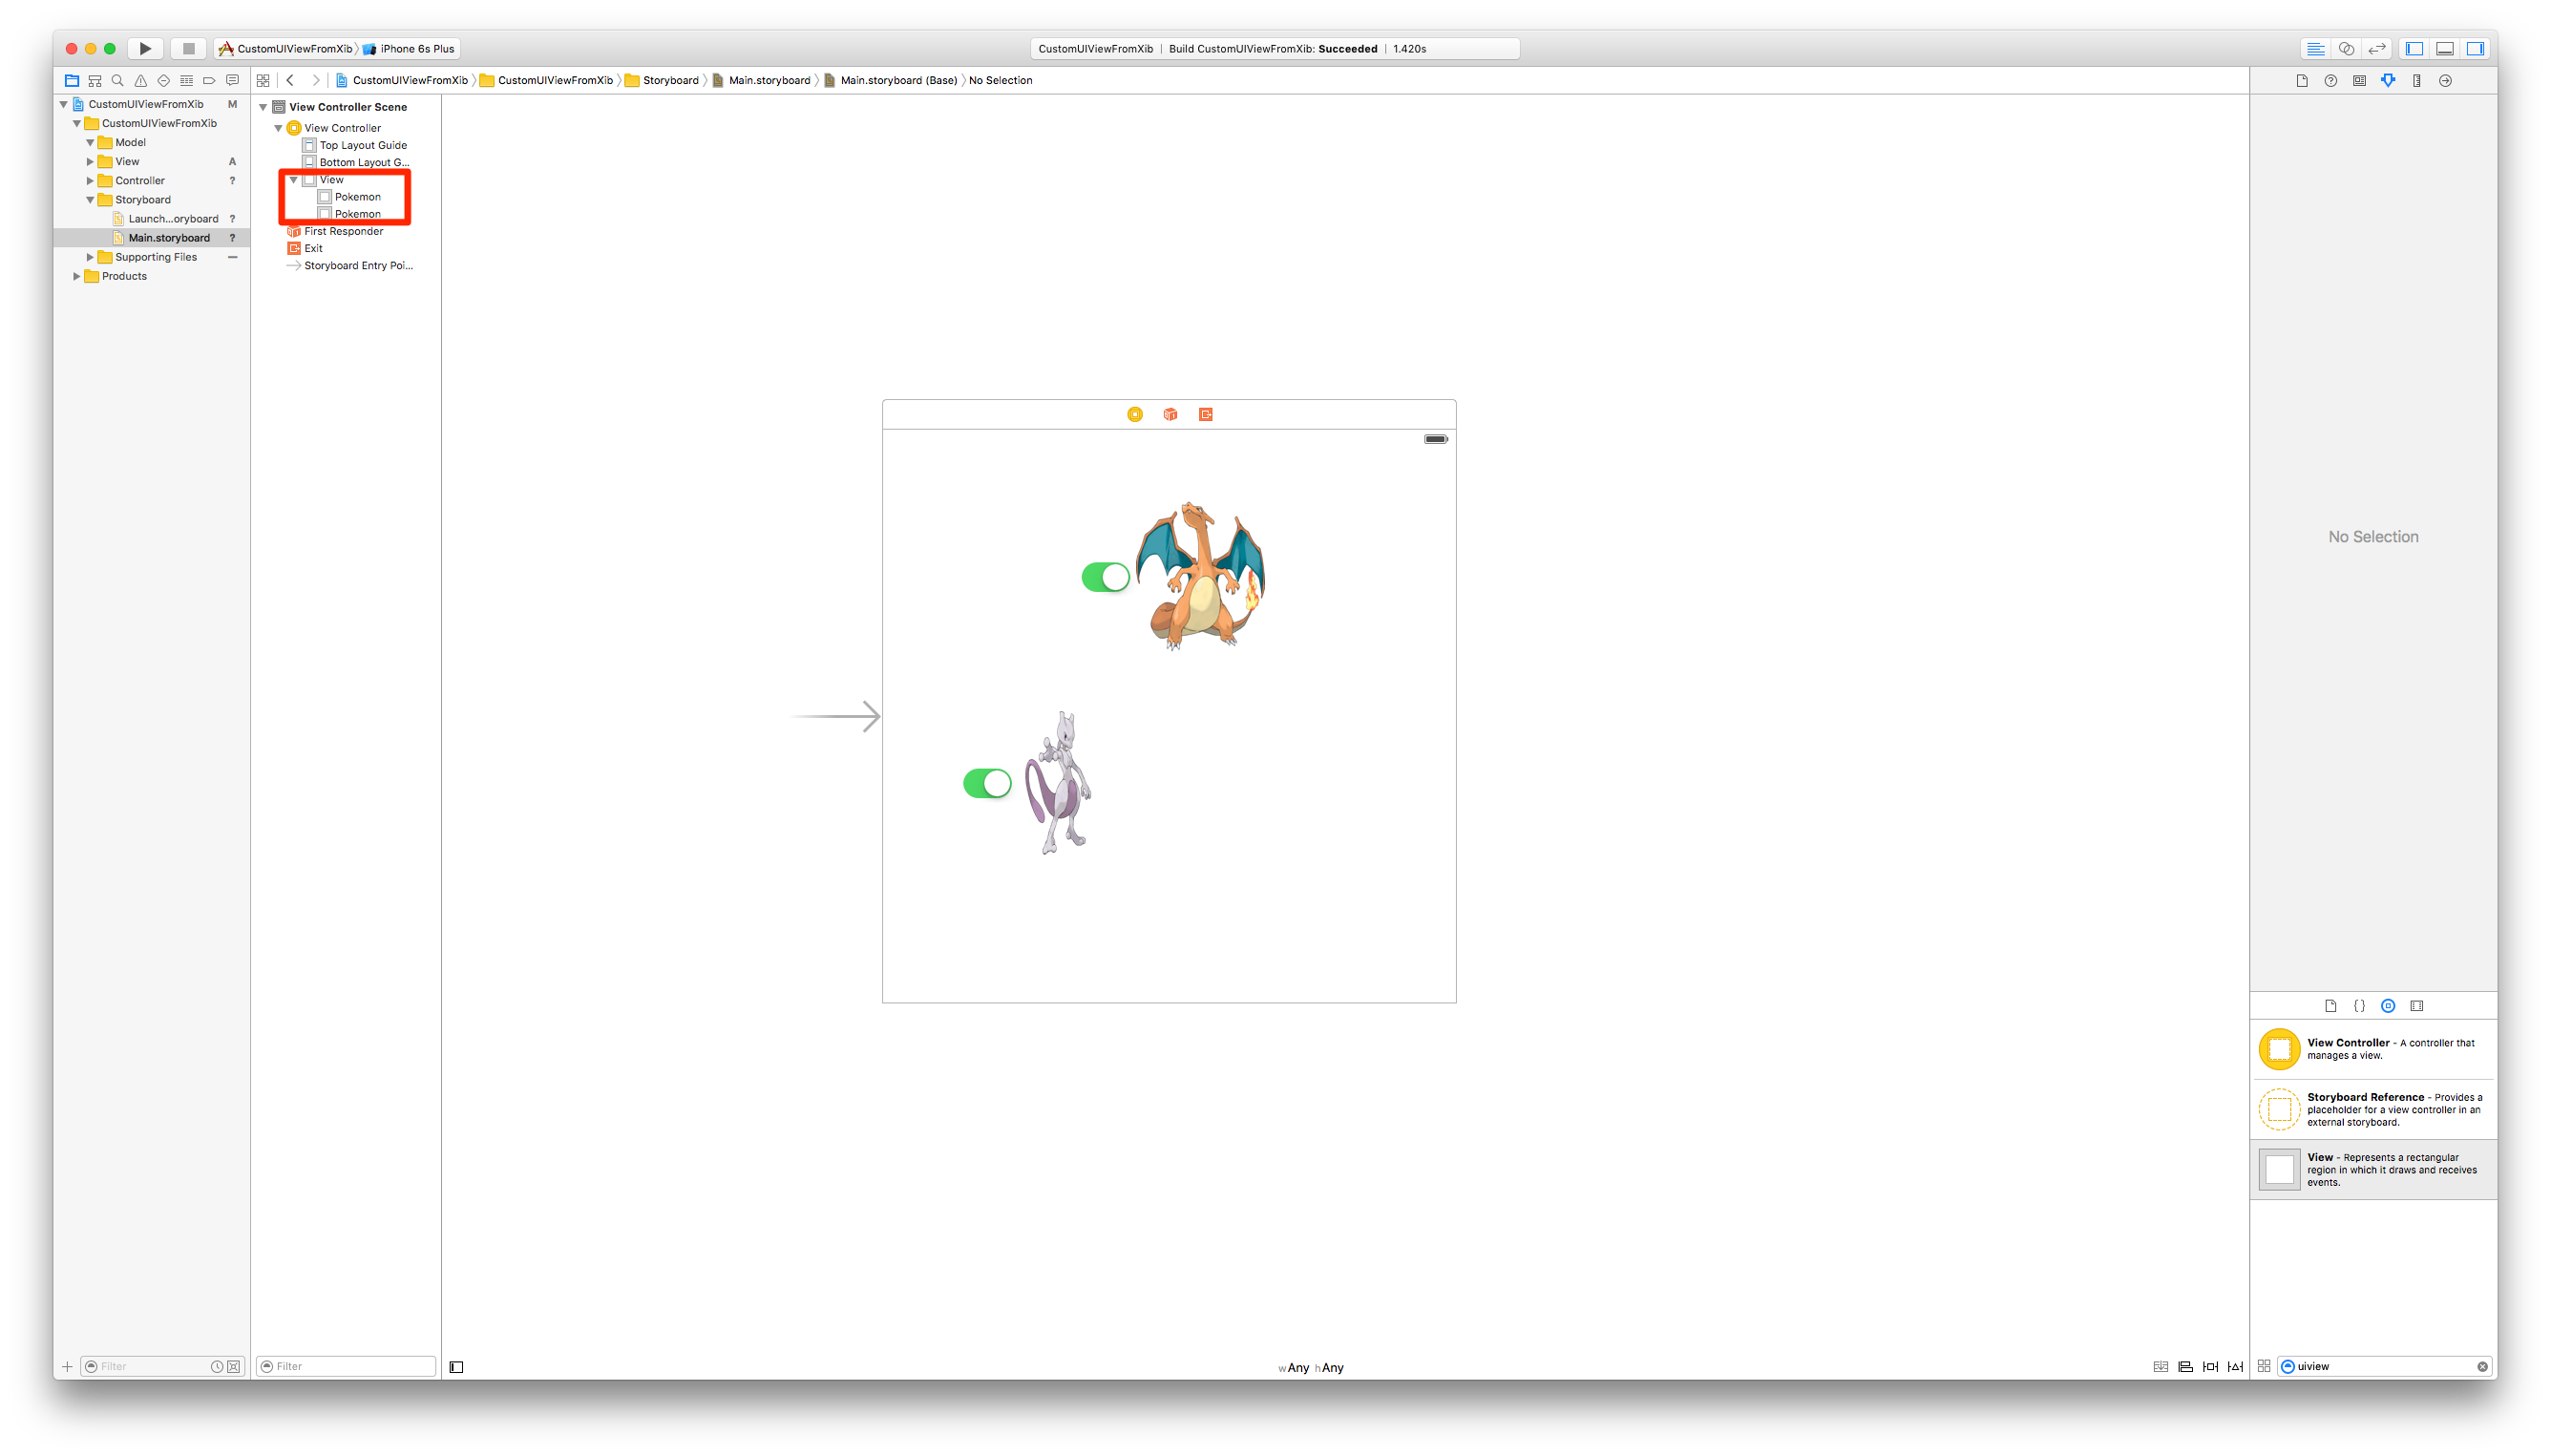 CustomUIViewFromXib iPhone 6s Plus
CustomUIViewFromXib | Build CustomUIViewFromXib: Succeeded | 1.420s
CustomUIViewFromXib CustomUIViewFromXib Storyboard Main.storyboard Main.storyboard (Base) No Selection
CustomUIViewFromXib M
CustomUIViewFromXib
Model
View A
Controller ?
Storyboard
Launch...oryboard ?
Main.storyboard ?
Supporting Files
Products
View Controller Scene
View Controller
Top Layout Guide
Bottom Layout G...
View
Pokemon
Pokemon
First Responder
Exit
Storyboard Entry Poi...
No Selection
View Controller - A controller that
manages a view.
Storyboard Reference - Provides a
placeholder for a view controller in an
external storyboard.
View - Represents a rectangular
region in which it draws and receives
events.
Filter
Filter
wAny hAny
uiview